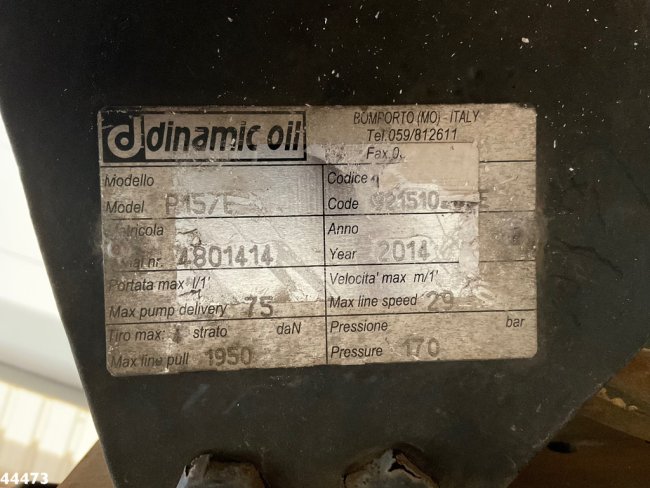 dinamic oil
BOMPORTO (MO) - ITALY
Tel.059/812611
Fax.0
Modello
Model P15/E
Codice
Code
Matricola
nr. 4801414
Anno
Year 2014
Portata max l/1'
Max pump delivery 75
Velocita' max m/1'
Max line speed 29
Tiro max: 1 strato daN
Max line pull 1950
Pressione bar
Pressure 170
44473